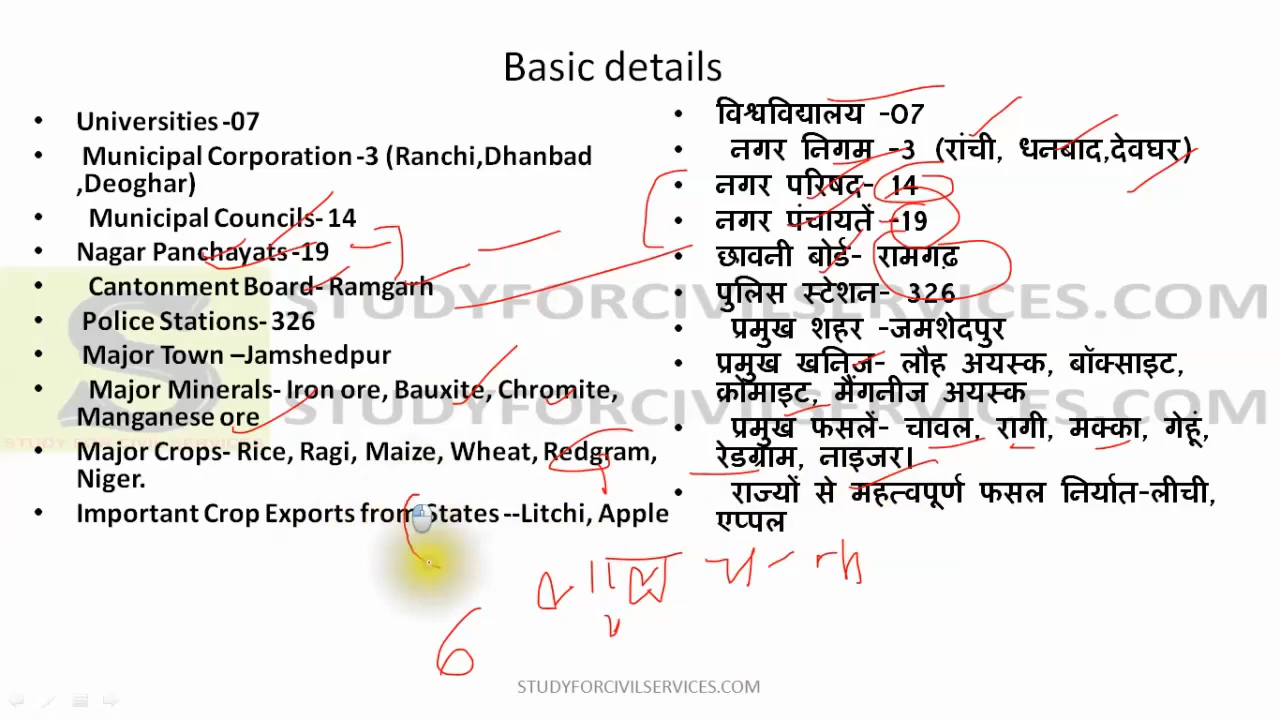 Basic details
• Universities -07
• Municipal Corporation -3 (Ranchi,Dhanbad
,Deoghar)
• Municipal Councils- 14
• Nagar Panchayats -19
• Cantonment Board- Ramgarh
• Police Stations- 326
• Major Town –Jamshedpur
• Major Minerals- Iron ore, Bauxite, Chromite,
Manganese ore
• Major Crops- Rice, Ragi, Maize, Wheat, Redgram,
Niger.
• Important Crop Exports from States --Litchi, Apple
• विश्वविद्यालय -07
• नगर निगम -3 (रांची, धनबाद,देवघर)
• नगर परिषद- 14
• नगर पंचायतें -19
• छावनी बोर्ड- रामगढ़
• पुलिस स्टेशन- 326
• प्रमुख शहर -जमशेदपुर
• प्रमुख खनिज- लौह अयस्क, बॉक्साइट,
क्रोमाइट, मैंगनीज अयस्क
• प्रमुख फसलें- चावल, रागी, मक्का, गेहूं,
रेडग्राम, नाइजर।
• राज्यों से महत्वपूर्ण फसल निर्यात-लीची,
एप्पल
STUDYFORCIVILSERVICES.COM
STUDYFORCIVILSERVICES.COM
STUDY FOR CIVIL SERVICES
6
STUDYFORCIVILSERVICES.COM